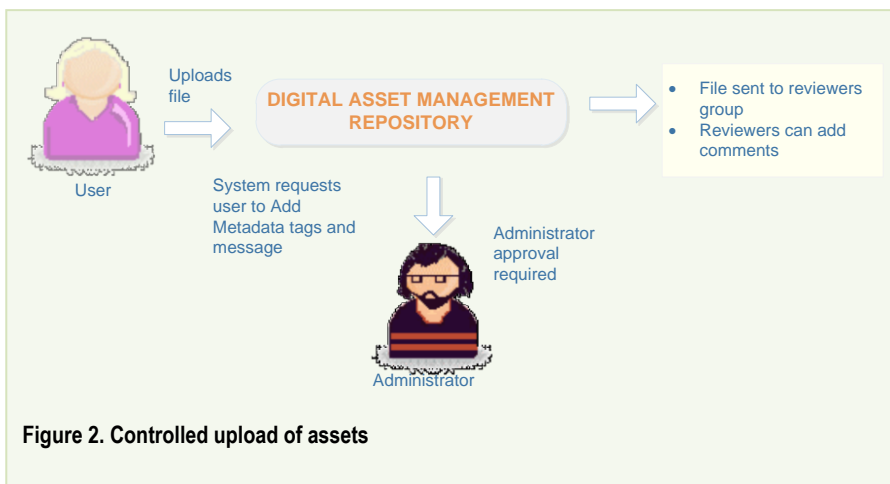 Uploads
file
DIGITAL ASSET MANAGEMENT
REPOSITORY
• File sent to reviewers
group
• Reviewers can add
comments
User
System requests
user to Add
Metadata tags and
message
Administrator
approval
required
Administrator
Figure 2. Controlled upload of assets